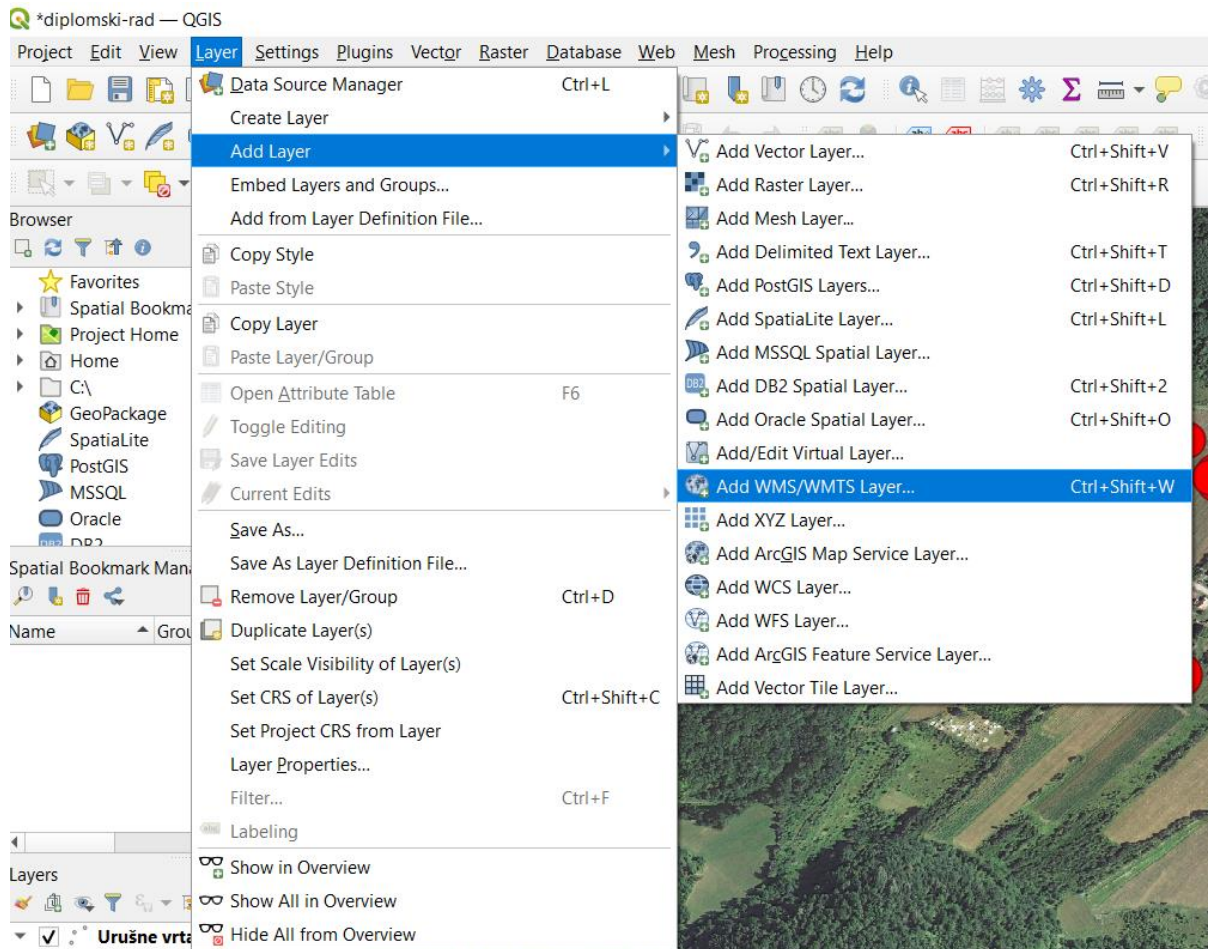 *diplomski-rad — QGIS
Project Edit View Layer Settings Plugins Vector Raster Database Web Mesh Processing Help
Data Source Manager Ctrl+L
Create Layer
Add Layer
Embed Layers and Groups...
Add from Layer Definition File...
Copy Style
Paste Style
Copy Layer
Paste Layer/Group
Open Attribute Table F6
Toggle Editing
Save Layer Edits
Current Edits
Save As...
Save As Layer Definition File...
Remove Layer/Group Ctrl+D
Duplicate Layer(s)
Set Scale Visibility of Layer(s)
Set CRS of Layer(s) Ctrl+Shift+C
Set Project CRS from Layer
Layer Properties...
Filter... Ctrl+F
Labeling
Show in Overview
Show All in Overview
Hide All from Overview
Add Vector Layer... Ctrl+Shift+V
Add Raster Layer... Ctrl+Shift+R
Add Mesh Layer...
Add Delimited Text Layer... Ctrl+Shift+T
Add PostGIS Layers... Ctrl+Shift+D
Add SpatiaLite Layer... Ctrl+Shift+L
Add MSSQL Spatial Layer...
Add DB2 Spatial Layer... Ctrl+Shift+2
Add Oracle Spatial Layer... Ctrl+Shift+O
Add/Edit Virtual Layer...
Add WMS/WMTS Layer... Ctrl+Shift+W
Add XYZ Layer...
Add ArcGIS Map Service Layer...
Add WCS Layer...
Add WFS Layer...
Add ArcGIS Feature Service Layer...
Add Vector Tile Layer...
Browser
Favorites
Spatial Bookma
Project Home
Home
C:\
GeoPackage
SpatiaLite
PostGIS
MSSQL
Oracle
DB2
Spatial Bookmark Mana
Name Grou
Layers
Urušne vrta